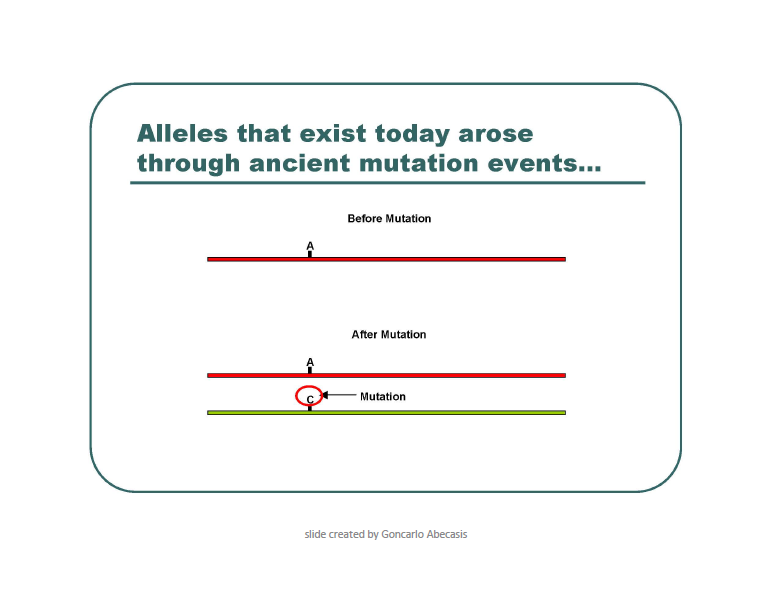 Alleles that exist today arose
through ancient mutation events...
Before Mutation
A
After Mutation
A
C
Mutation
slide created by Goncarlo Abecasis